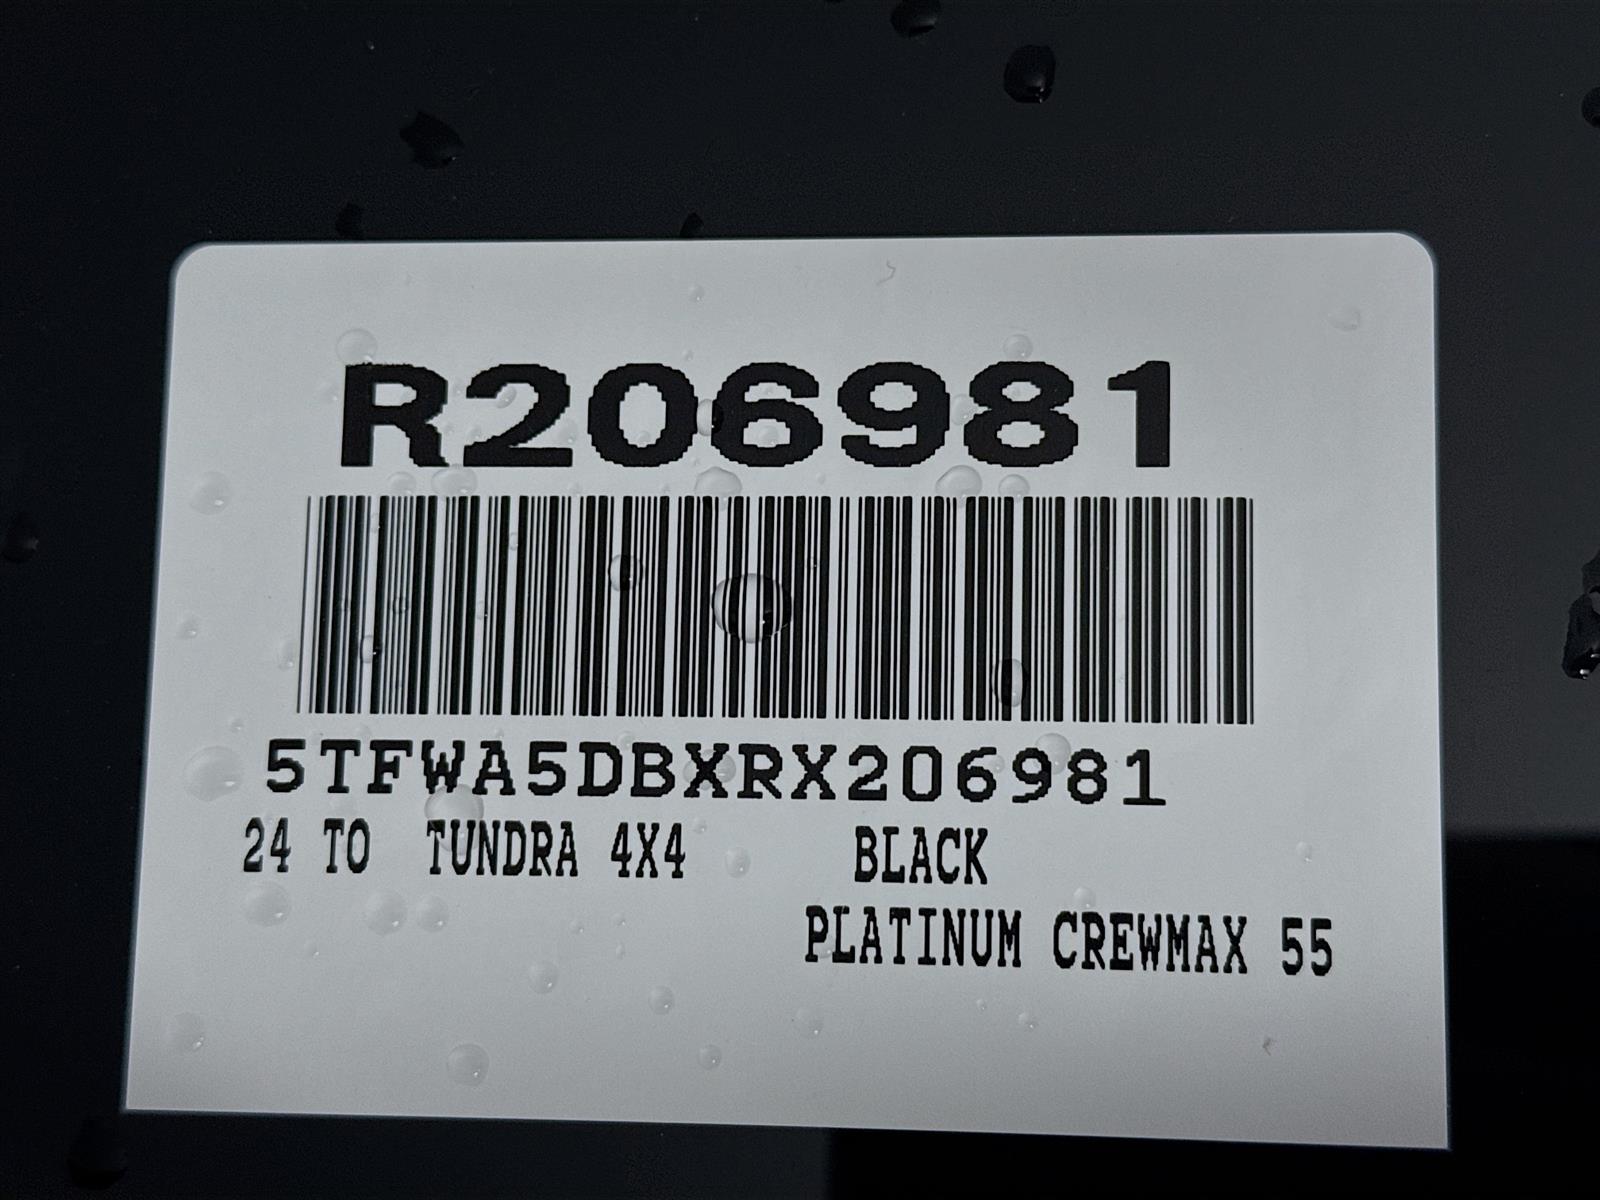 R206981
5TFWA5DBXRX206981
24 TO TUNDRA 4X4 BLACK
PLATINUM CREWMAX 55